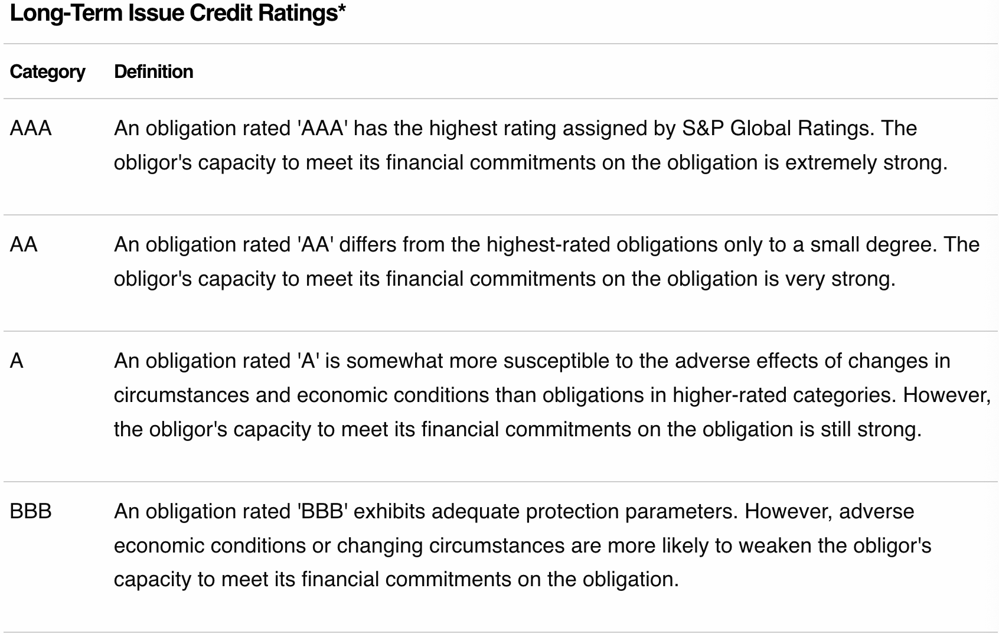 Long-Term Issue Credit Ratings*
Category Definition
AAA An obligation rated 'AAA' has the highest rating assigned by S&P Global Ratings. The
obligor's capacity to meet its financial commitments on the obligation is extremely strong.
AA An obligation rated 'AA' differs from the highest-rated obligations only to a small degree. The
obligor's capacity to meet its financial commitments on the obligation is very strong.
A An obligation rated 'A' is somewhat more susceptible to the adverse effects of changes in
circumstances and economic conditions than obligations in higher-rated categories. However,
the obligor's capacity to meet its financial commitments on the obligation is still strong.
BBB An obligation rated 'BBB' exhibits adequate protection parameters. However, adverse
economic conditions or changing circumstances are more likely to weaken the obligor's
capacity to meet its financial commitments on the obligation.